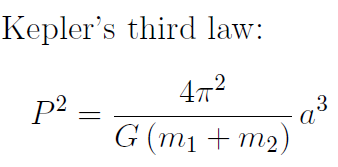 Kepler's third law:
P² = 4π² / G (m₁ + m₂) a³